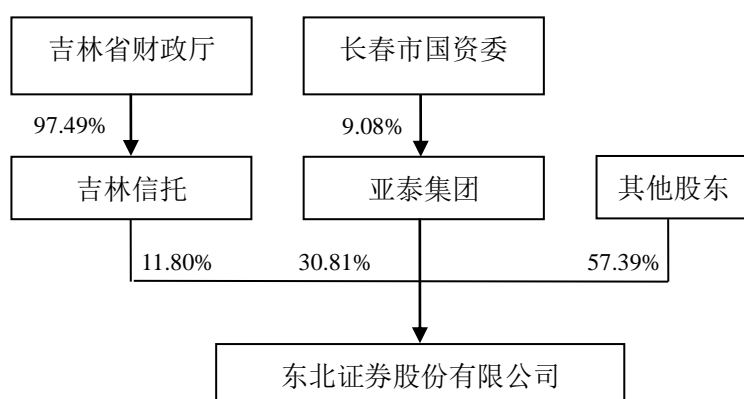 吉林省财政厅
长春市国资委
97.49%
9.08%
吉林信托
亚泰集团
其他股东
11.80%
30.81%
57.39%
东北证券股份有限公司